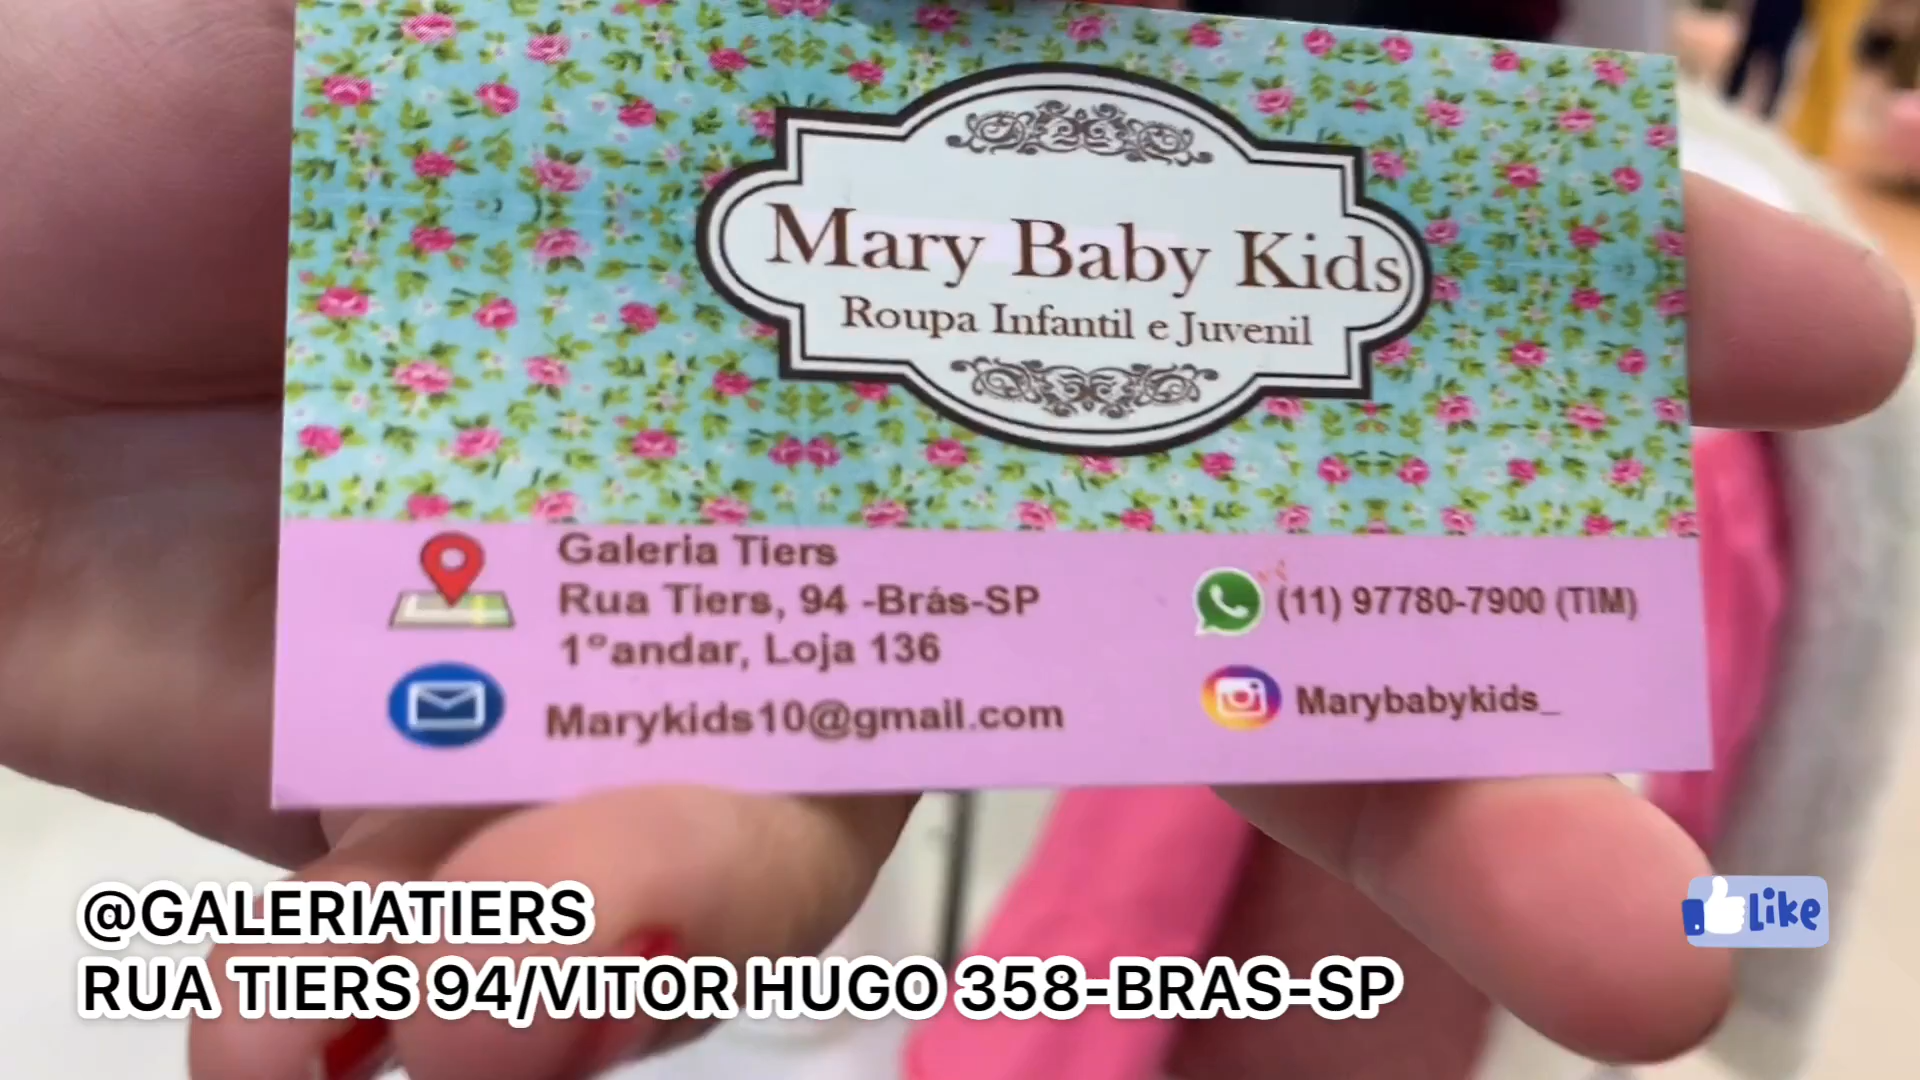 Mary Baby Kids
Roupa Infantil e Juvenil
Galeria Tiers
Rua Tiers, 94 -Brás-SP
1°andar, Loja 136
Marykids10@gmail.com
(11) 97780-7900 (TIM)
Marybabykids_
@GALERIATIERS
RUA TIERS 94/VITOR HUGO 358-BRAS-SP
Like